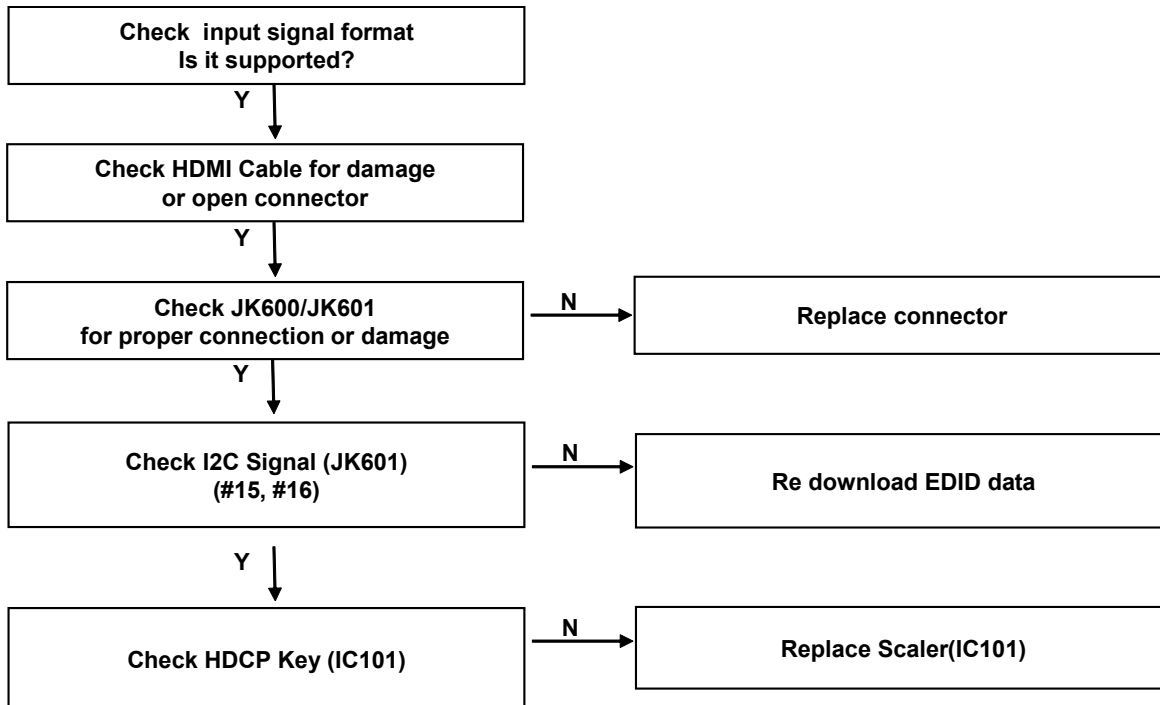 Check input signal format
Is it supported?
Y
Check HDMI Cable for damage
or open connector
Y
Check JK600/JK601
for proper connection or damage
N
Replace connector
Y
Check I2C Signal (JK601)
(#15, #16)
N
Re download EDID data
Y
Check HDCP Key (IC101)
N
Replace Scaler(IC101)